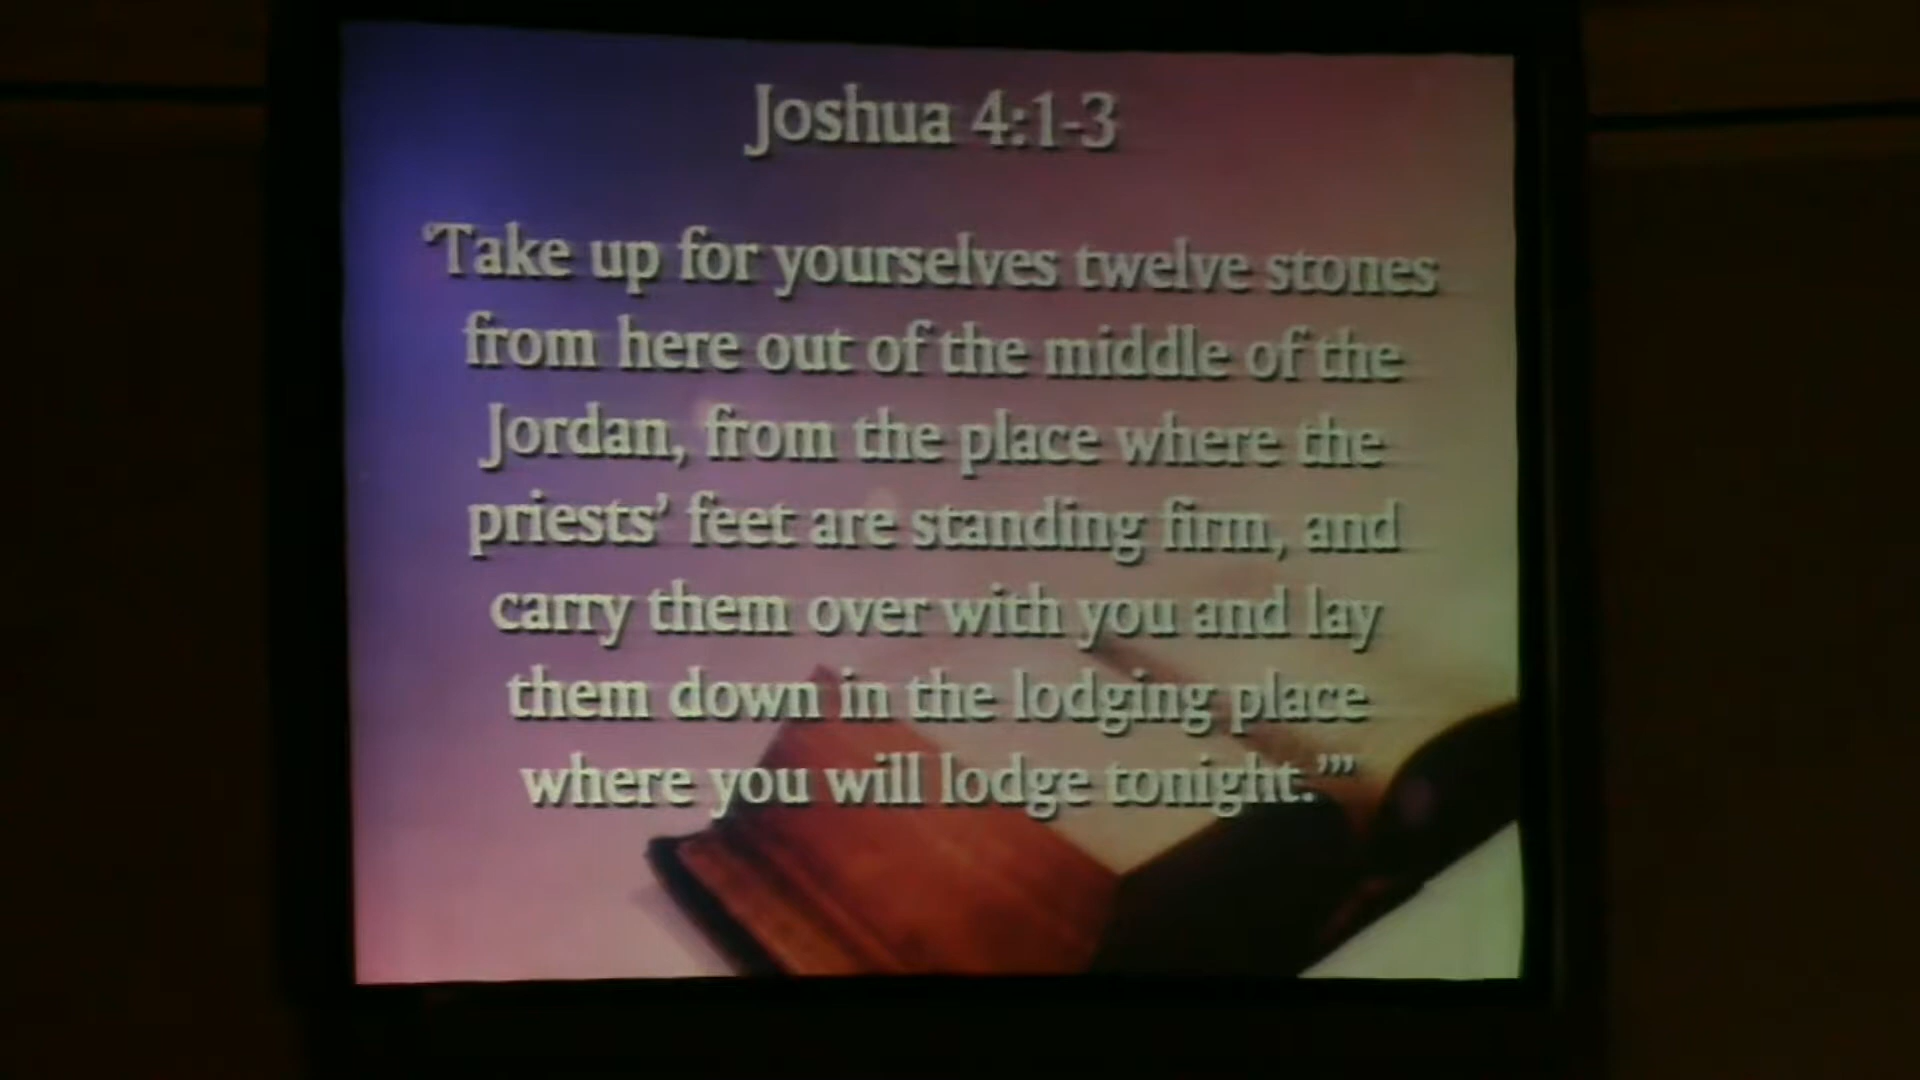 Joshua 4:1-3
‘Take up for yourselves twelve stones
from here out of the middle of the
Jordan, from the place where the
priests’ feet are standing firm, and
carry them over with you and lay
them down in the lodging place
where you will lodge tonight.’”